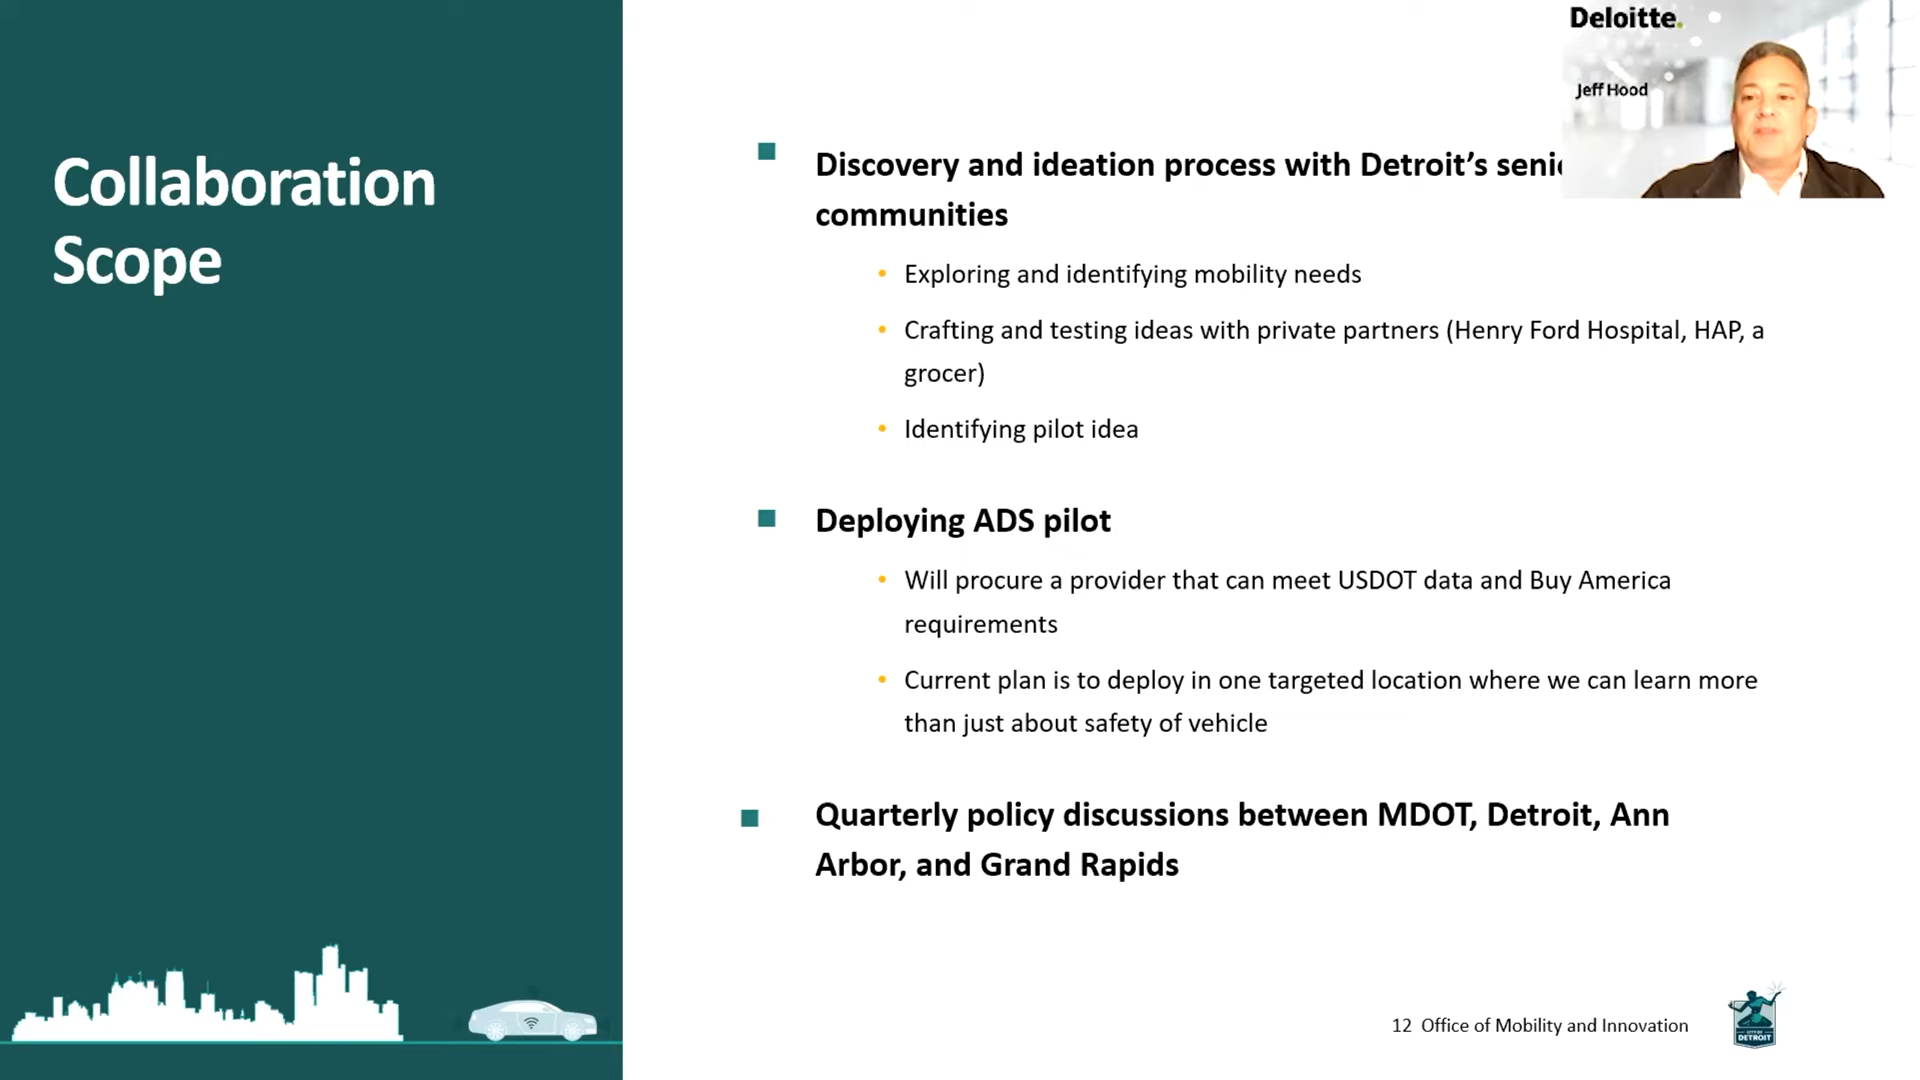 Deloitte.
Jeff Hood
Collaboration
Scope
Discovery and ideation process with Detroit's
communities
Exploring and identifying mobility needs
Crafting and testing ideas with private partners (Henry Ford Hospital, HAP, a
grocer)
Identifying pilot idea
Deploying ADS pilot
Will procure a provider that can meet USDOT data and Buy America
requirements
Current plan is to deploy in one targeted location where we can learn more
than just about safety of vehicle
Quarterly policy discussions between MDOT, Detroit, Ann
Arbor, and Grand Rapids
12 Office of Mobility and Innovation
CITY OF
DETROIT